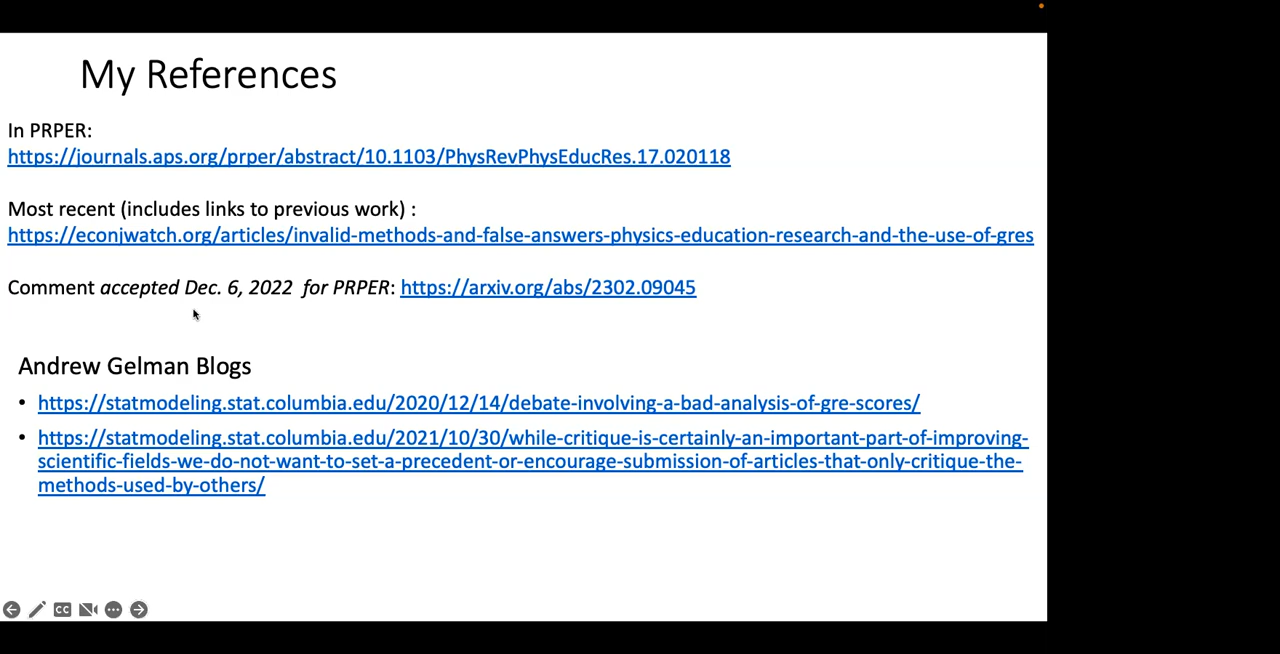 My References
In PRPER:
https://journals.aps.org/prper/abstract/10.1103/PhysRevPhysEducRes.17.020118
Most recent (includes links to previous work) :
https://econjwatch.org/articles/invalid-methods-and-false-answers-physics-education-research-and-the-use-of-gres
Comment accepted Dec. 6, 2022 for PRPER: https://arxiv.org/abs/2302.09045
Andrew Gelman Blogs
• https://statmodeling.stat.columbia.edu/2020/12/14/debate-involving-a-bad-analysis-of-gre-scores/
• https://statmodeling.stat.columbia.edu/2021/10/30/while-critique-is-certainly-an-important-part-of-improving-
scientific-fields-we-do-not-want-to-set-a-precedent-or-encourage-submission-of-articles-that-only-critique-the-
methods-used-by-others/
CC